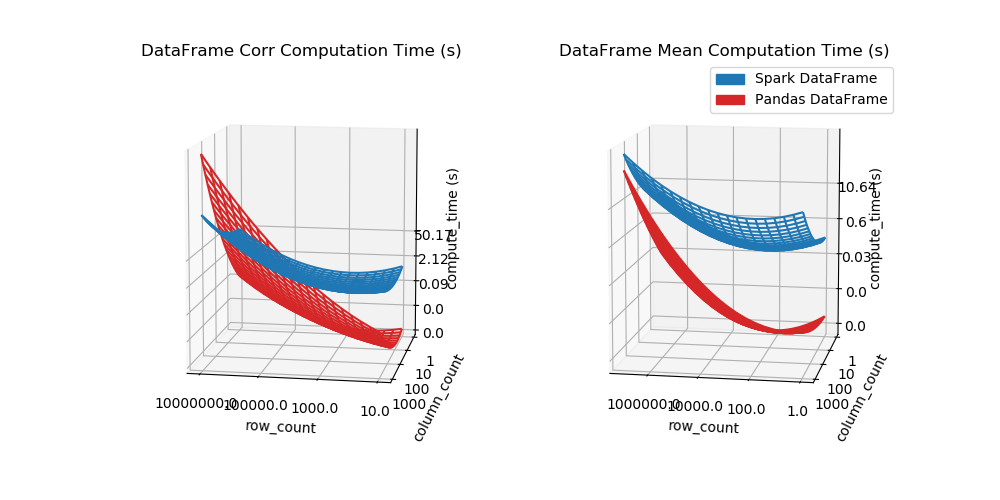 DataFrame Corr Computation Time (s)
DataFrame Mean Computation Time (s)
Spark DataFrame
Pandas DataFrame
50.17
2.12
0.09
0.0
0.0
compute_time (s)
1
10
100
1000
column_count
10000000.0
100000.0
1000.0
10.0
row_count
10.64
0.6
0.03
0.0
0.0
compute_time (s)
1
10
100
1000
column_count
1000000.0
10000.0
100.0
1.0
row_count